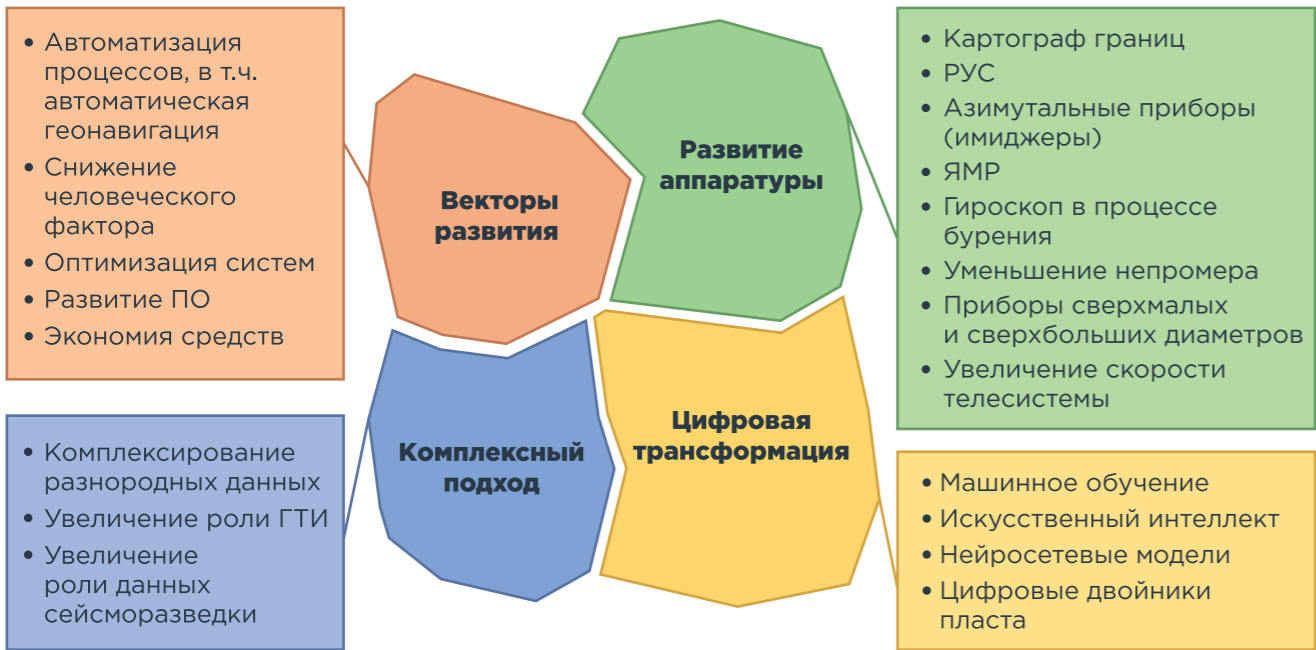 • Автоматизация
процессов, в т.ч.
автоматическая
геонавигация
• Снижение
человеческого
фактора
• Оптимизация систем
• Развитие ПО
• Экономия средств
Векторы
развития
Развитие
аппаратуры
• Картограф границ
• РУС
• Азимутальные приборы
(имиджеры)
• ЯМР
• Гироскоп в процессе
бурения
• Уменьшение непромера
• Приборы сверхмалых
и сверхбольших диаметров
• Увеличение скорости
телесистемы
• Комплексирование
разнородных данных
• Увеличение роли ГТИ
• Увеличение
роли данных
сейсморазведки
Комплексный
подход
Цифровая
трансформация
• Машинное обучение
• Искусственный интеллект
• Нейросетевые модели
• Цифровые двойники
пласта